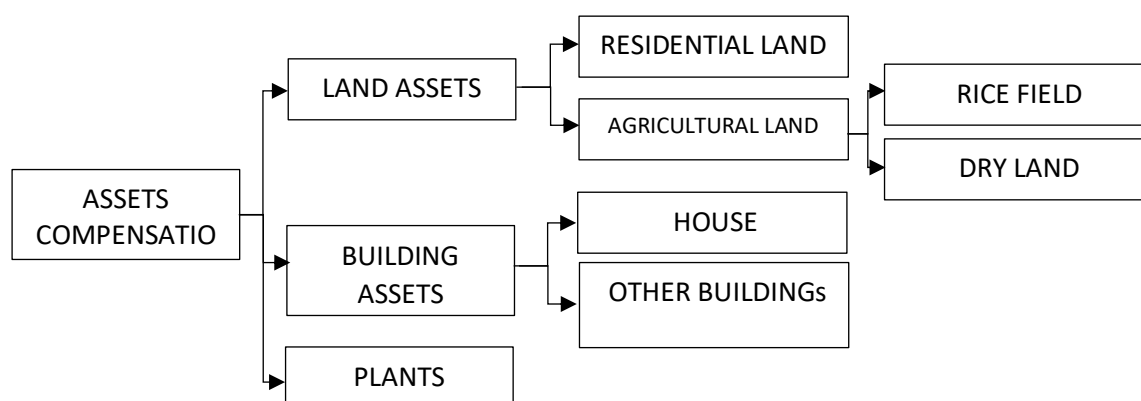 RESIDENTIAL LAND
LAND ASSETS
RICE FIELD
AGRICULTURAL LAND
DRY LAND
ASSETS
COMPENSATIO
HOUSE
BUILDING
ASSETS
OTHER BUILDINGs
PLANTS